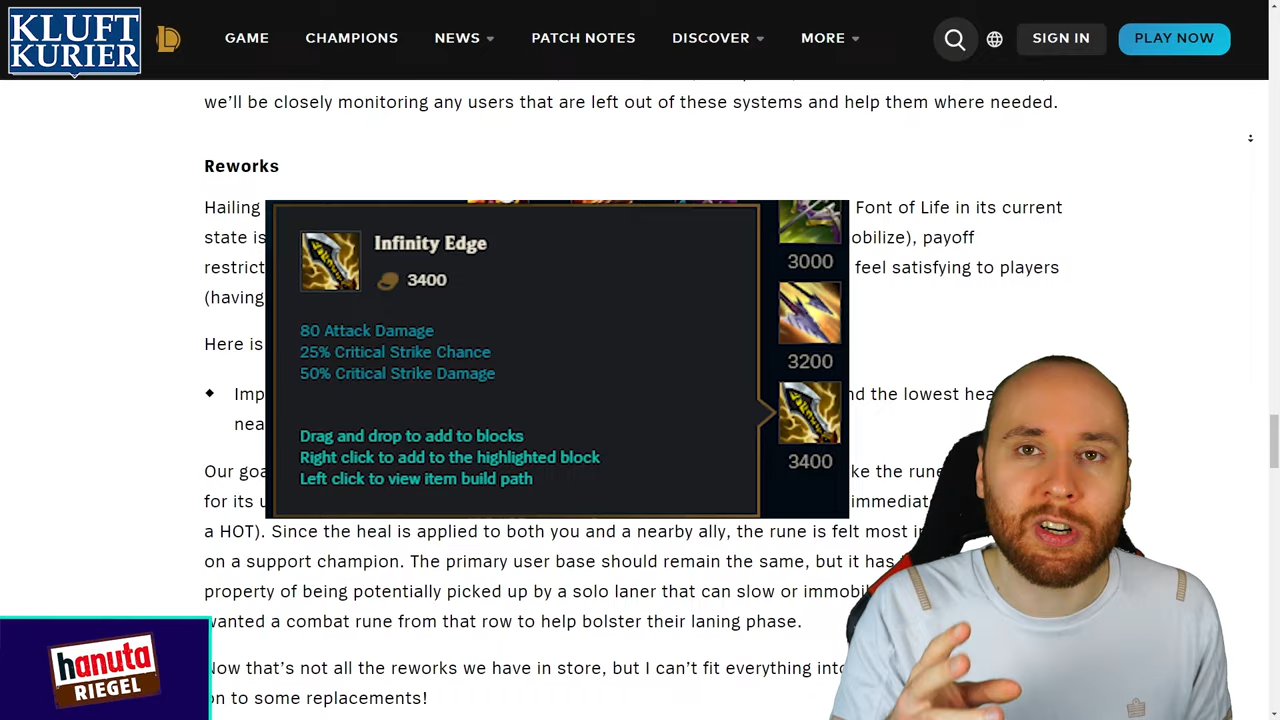 KLUFT
KURIER
GAME CHAMPIONS NEWS PATCH NOTES DISCOVER MORE SIGN IN PLAY NOW
we'll be closely monitoring any users that are left out of these systems and help them where needed.
Reworks
Hailing Font of Life in its current
state is obilize), payoff
restrict feel satisfying to players
(having
Here is
Infinity Edge
3400
80 Attack Damage
25% Critical Strike Chance
50% Critical Strike Damage
Drag and drop to add to blocks
Right click to add to the highlighted block
Left click to view item build path
3000
3200
3400
Imp nd the lowest hea
nea
Our goa ke the rune
for its u immediat
a HOT). Since the heal is applied to both you and a nearby ally, the rune is felt most i
on a support champion. The primary user base should remain the same, but it has
property of being potentially picked up by a solo laner that can slow or immobil
wanted a combat rune from that row to help bolster their laning phase.
Now that's not all the reworks we have in store, but I can't fit everything into
on to some replacements!
hanuta
RIEGEL